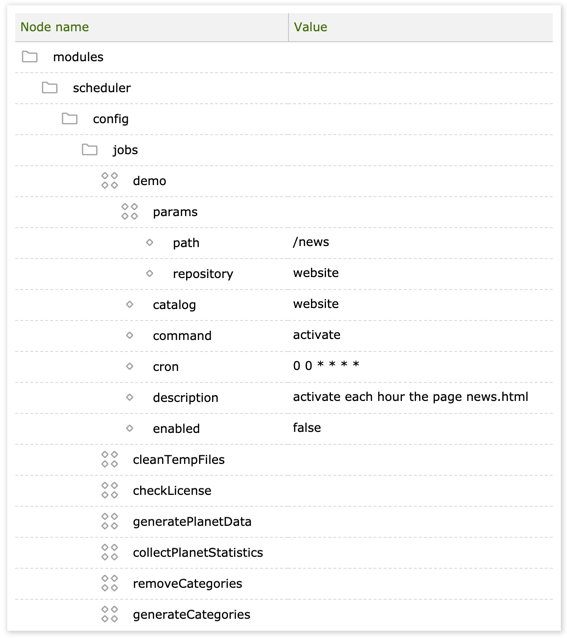 Node name Value
modules
scheduler
config
jobs
demo
params
path /news
repository website
catalog website
command activate
cron 0 0 * * * *
description activate each hour the page news.html
enabled false
cleanTempFiles
checkLicense
generatePlanetData
collectPlanetStatistics
removeCategories
generateCategories